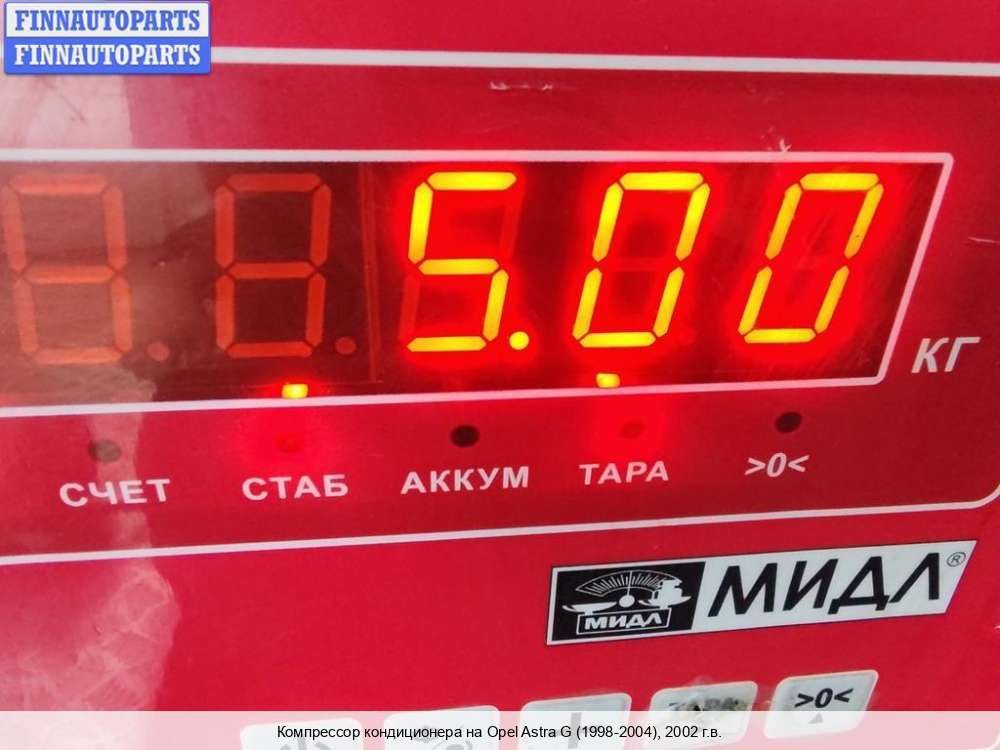 FINNAUTOPARTS
FINNAUTOPARTS
5.00
КГ
СЧЕТ СТАБ АККУМ ТАРА >0<
МИДЛ МИДЛ®
ТАРА >0<
Компрессор кондиционера на Opel Astra G (1998-2004), 2002 г.в.